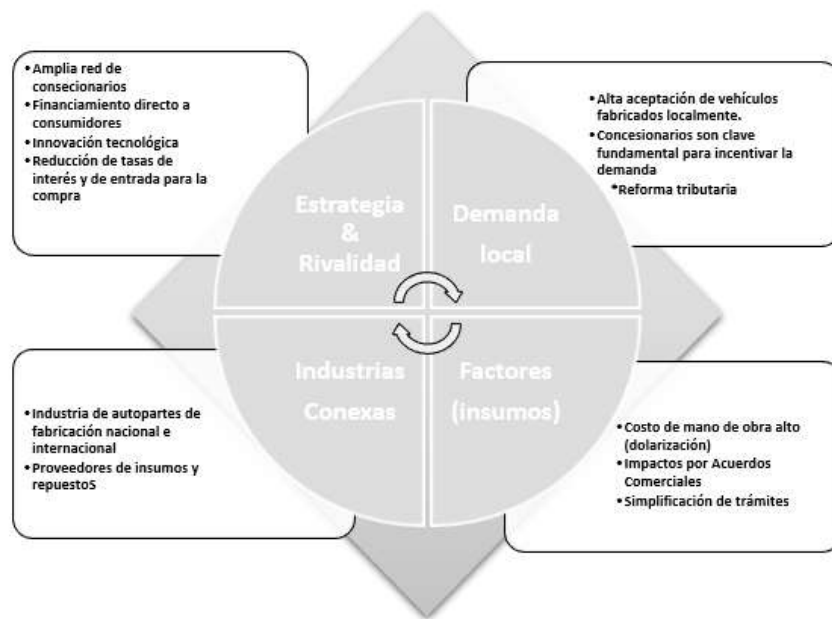 •Amplia red de
consecionarios
•Financiamiento directo a
consumidores
•Innovación tecnológica
•Reducción de tasas de
interés y de entrada para la
compra
•Alta aceptación de vehículos
fabricados localmente.
•Concesionarios son clave
fundamental para incentivar la
demanda
*Reforma tributaria
Estrategia
&
Rivalidad
Demanda
local
Industrias
Conexas
Factores
(insumos)
•Industria de autopartes de
fabricación nacional e
internacional
•Proveedores de insumos y
repuestoS
•Costo de mano de obra alto
(dolarización)
•Impactos por Acuerdos
Comerciales
•Simplificación de trámites